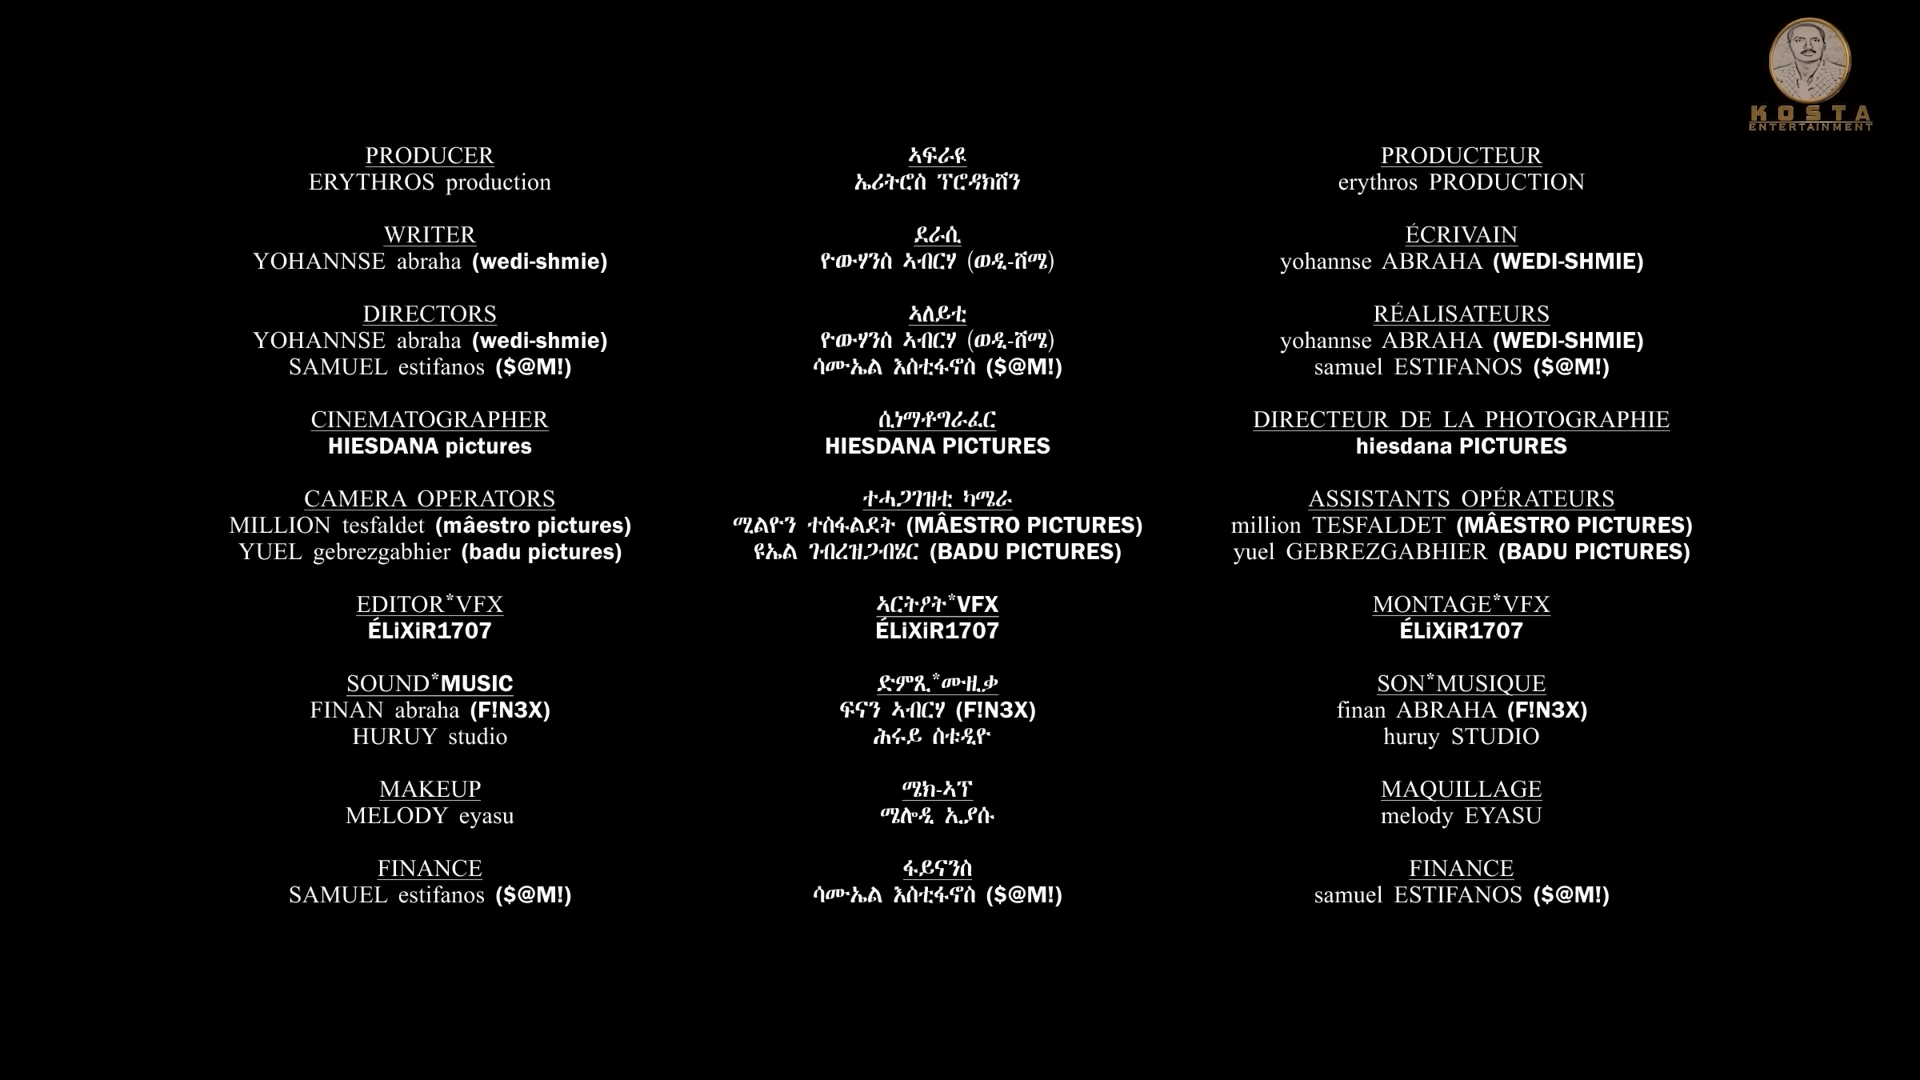 KOSTA
ENTERTAINMENT
PRODUCER
ERYTHROS production
WRITER
YOHANNSE abraha (wedi-shmie)
DIRECTORS
YOHANNSE abraha (wedi-shmie)
SAMUEL estifanos ($@M!)
CINEMATOGRAPHER
HIESDANA pictures
CAMERA OPERATORS
MILLION tesfaldet (mâestro pictures)
YUEL gebrezgabhier (badu pictures)
EDITOR*VFX
ÉLiXiR1707
SOUND*MUSIC
FINAN abraha (F!N3X)
HURUY studio
MAKEUP
MELODY eyasu
FINANCE
SAMUEL estifanos ($@M!)
ኣፍራዪ
ኤሪትሮስ ፕሮዳክሽን
ደራሲ
ዮውሃንስ ኣብርሃ (ወዲ-ሽሜ)
ኣለይቲ
ዮውሃንስ ኣብርሃ (ወዲ-ሽሜ)
ሳሙኤል እስቲፋኖስ ($@M!)
ሲነማቶግራፈር
HIESDANA PICTURES
ተሓጋገዝቲ ካሜራ
ሚልዮን ተስፋልደት (MÂESTRO PICTURES)
ዩኤል ገብረዝጋብሄር (BADU PICTURES)
ኣርትዖት*VFX
ÉLiXiR1707
ድምጺ*ሙዚቃ
ፍናን ኣብርሃ (F!N3X)
ሕሩይ ስቱዲዮ
ሜክ-ኣፕ
ሜሎዲ ኢያሱ
ፋይናንስ
ሳሙኤል እስቲፋኖስ ($@M!)
PRODUCTEUR
erythros PRODUCTION
ÉCRIVAIN
yohannse ABRAHA (WEDI-SHMIE)
RÉALISATEURS
yohannse ABRAHA (WEDI-SHMIE)
samuel ESTIFANOS ($@M!)
DIRECTEUR DE LA PHOTOGRAPHIE
hiesdana PICTURES
ASSISTANTS OPÉRATEURS
million TESFALDET (MÂESTRO PICTURES)
yuel GEBREZGABHIER (BADU PICTURES)
MONTAGE*VFX
ÉLiXiR1707
SON*MUSIQUE
finan ABRAHA (F!N3X)
huruy STUDIO
MAQUILLAGE
melody EYASU
FINANCE
samuel ESTIFANOS ($@M!)